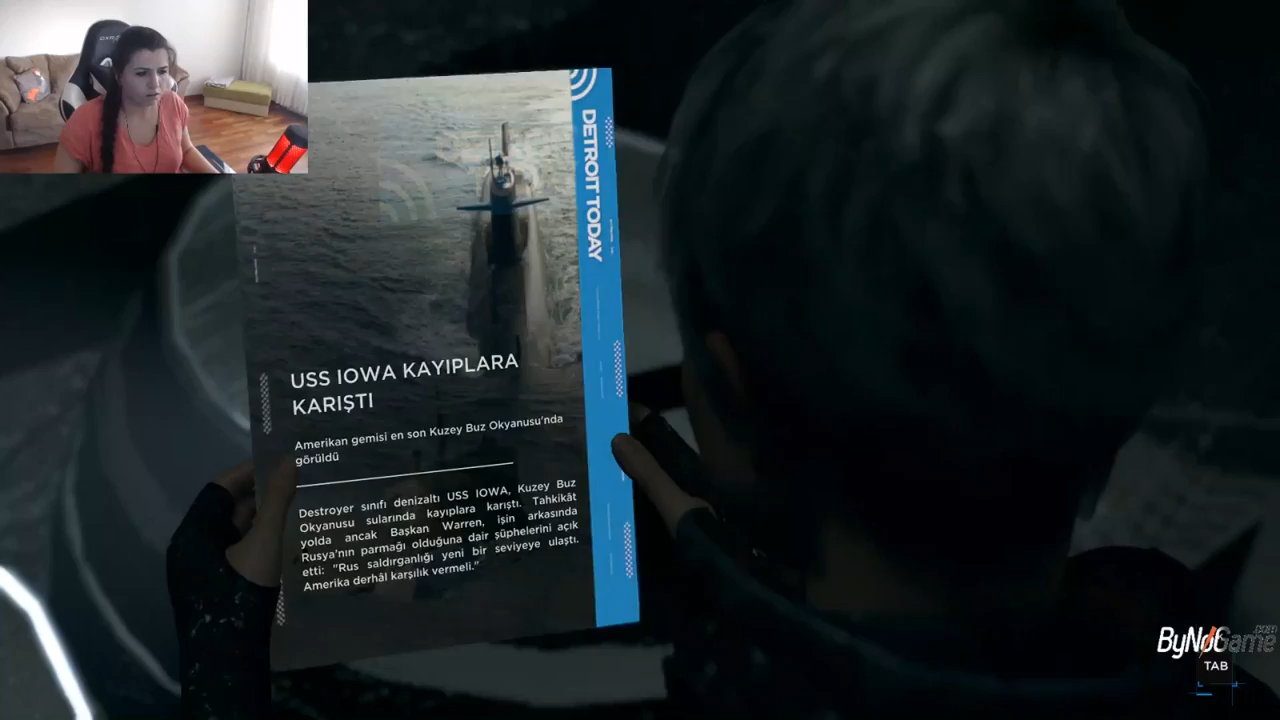 DETROIT TODAY
USS IOWA KAYIPLARA
KARIŞTI
Amerikan gemisi en son Kuzey Buz Okyanusu'nda
görüldü
Destroyer sınıfı denizaltı USS IOWA, Kuzey Buz
Okyanusu sularında kayıplara karıştı. Tahkikât
yolda ancak Başkan Warren, işin arkasında
Rusya'nın parmağı olduğuna dair şüphelerini açık
etti: "Rus saldırganlığı yeni bir seviyeye ulaştı.
Amerika derhâl karşılık vermeli."
ByNoGame.com
TAB